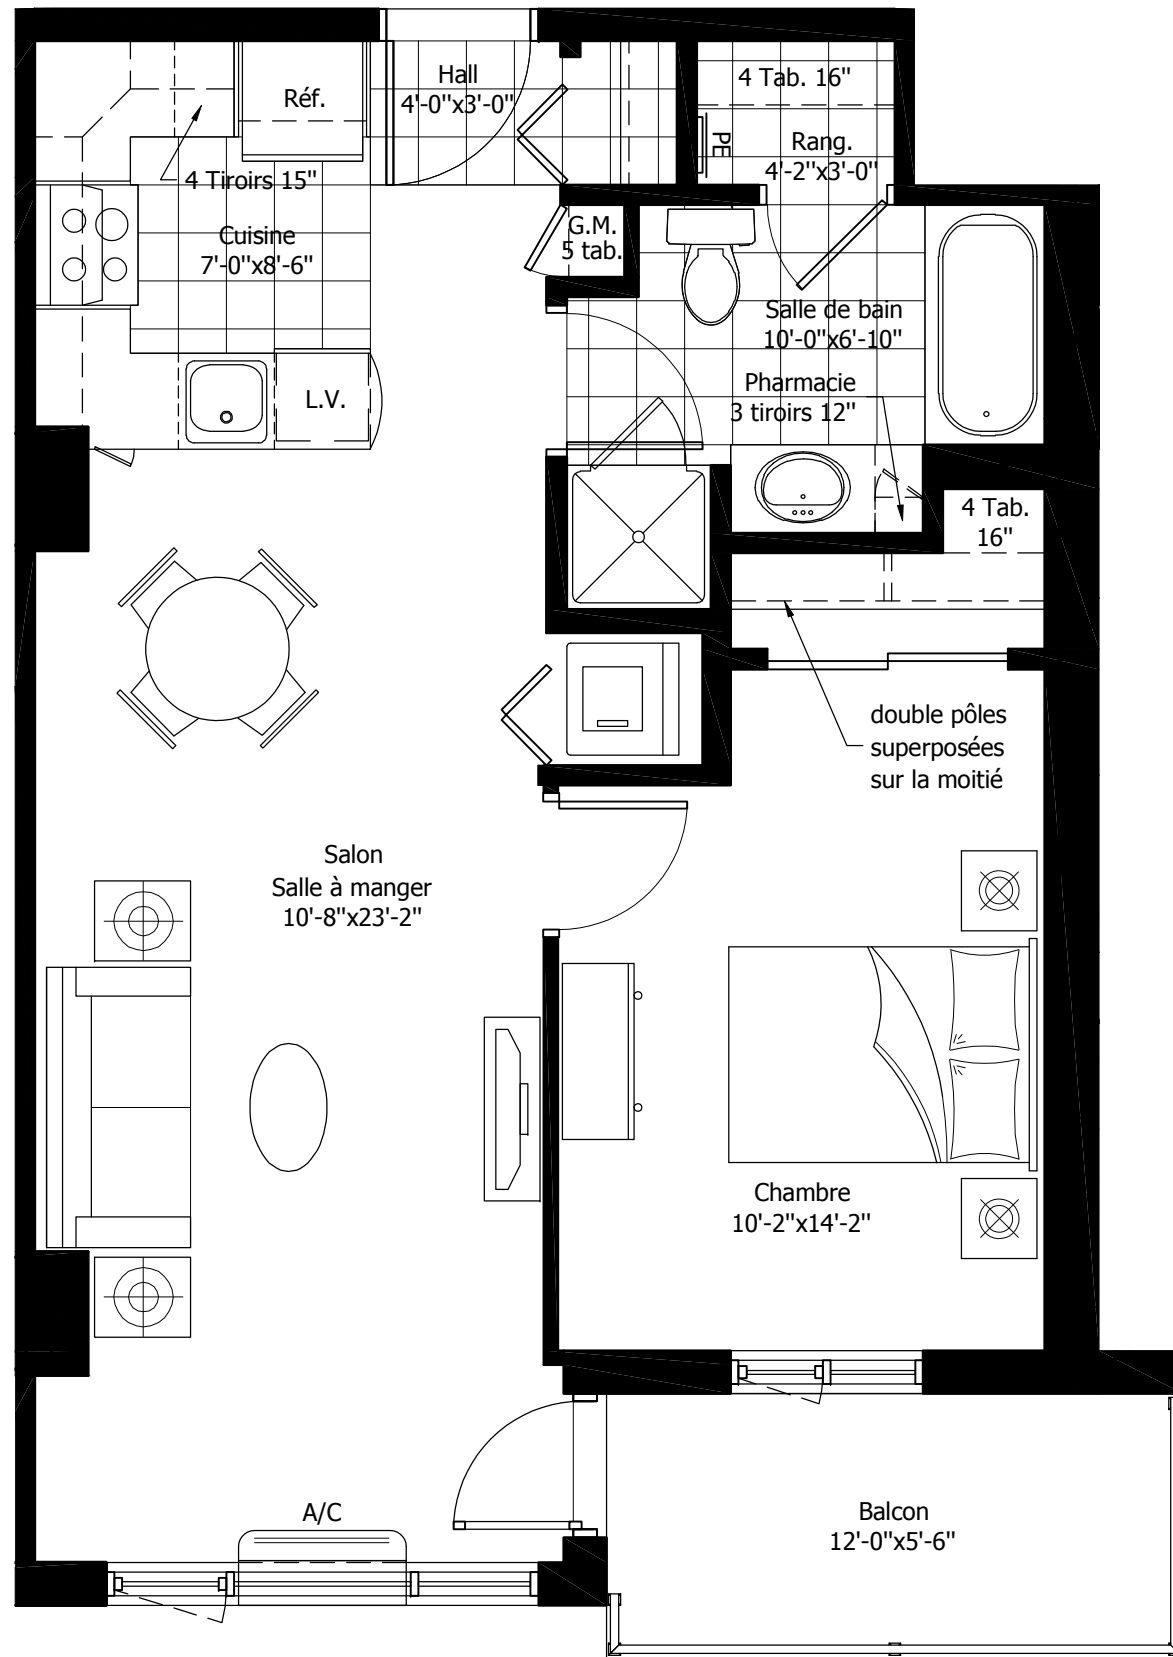 Hall
4'-0"x3'-0"
Réf.
4 Tab. 16"
PE
Rang.
4'-2"x3'-0"
4 Tiroirs 15"
Cuisine
7'-0"x8'-6"
G.M.
5 tab.
Salle de bain
10'-0"x6'-10"
Pharmacie
3 tiroirs 12"
L.V.
4 Tab.
16"
double pôles
superposées
sur la moitié
Salon
Salle à manger
10'-8"x23'-2"
Chambre
10'-2"x14'-2"
A/C
Balcon
12'-0"x5'-6"